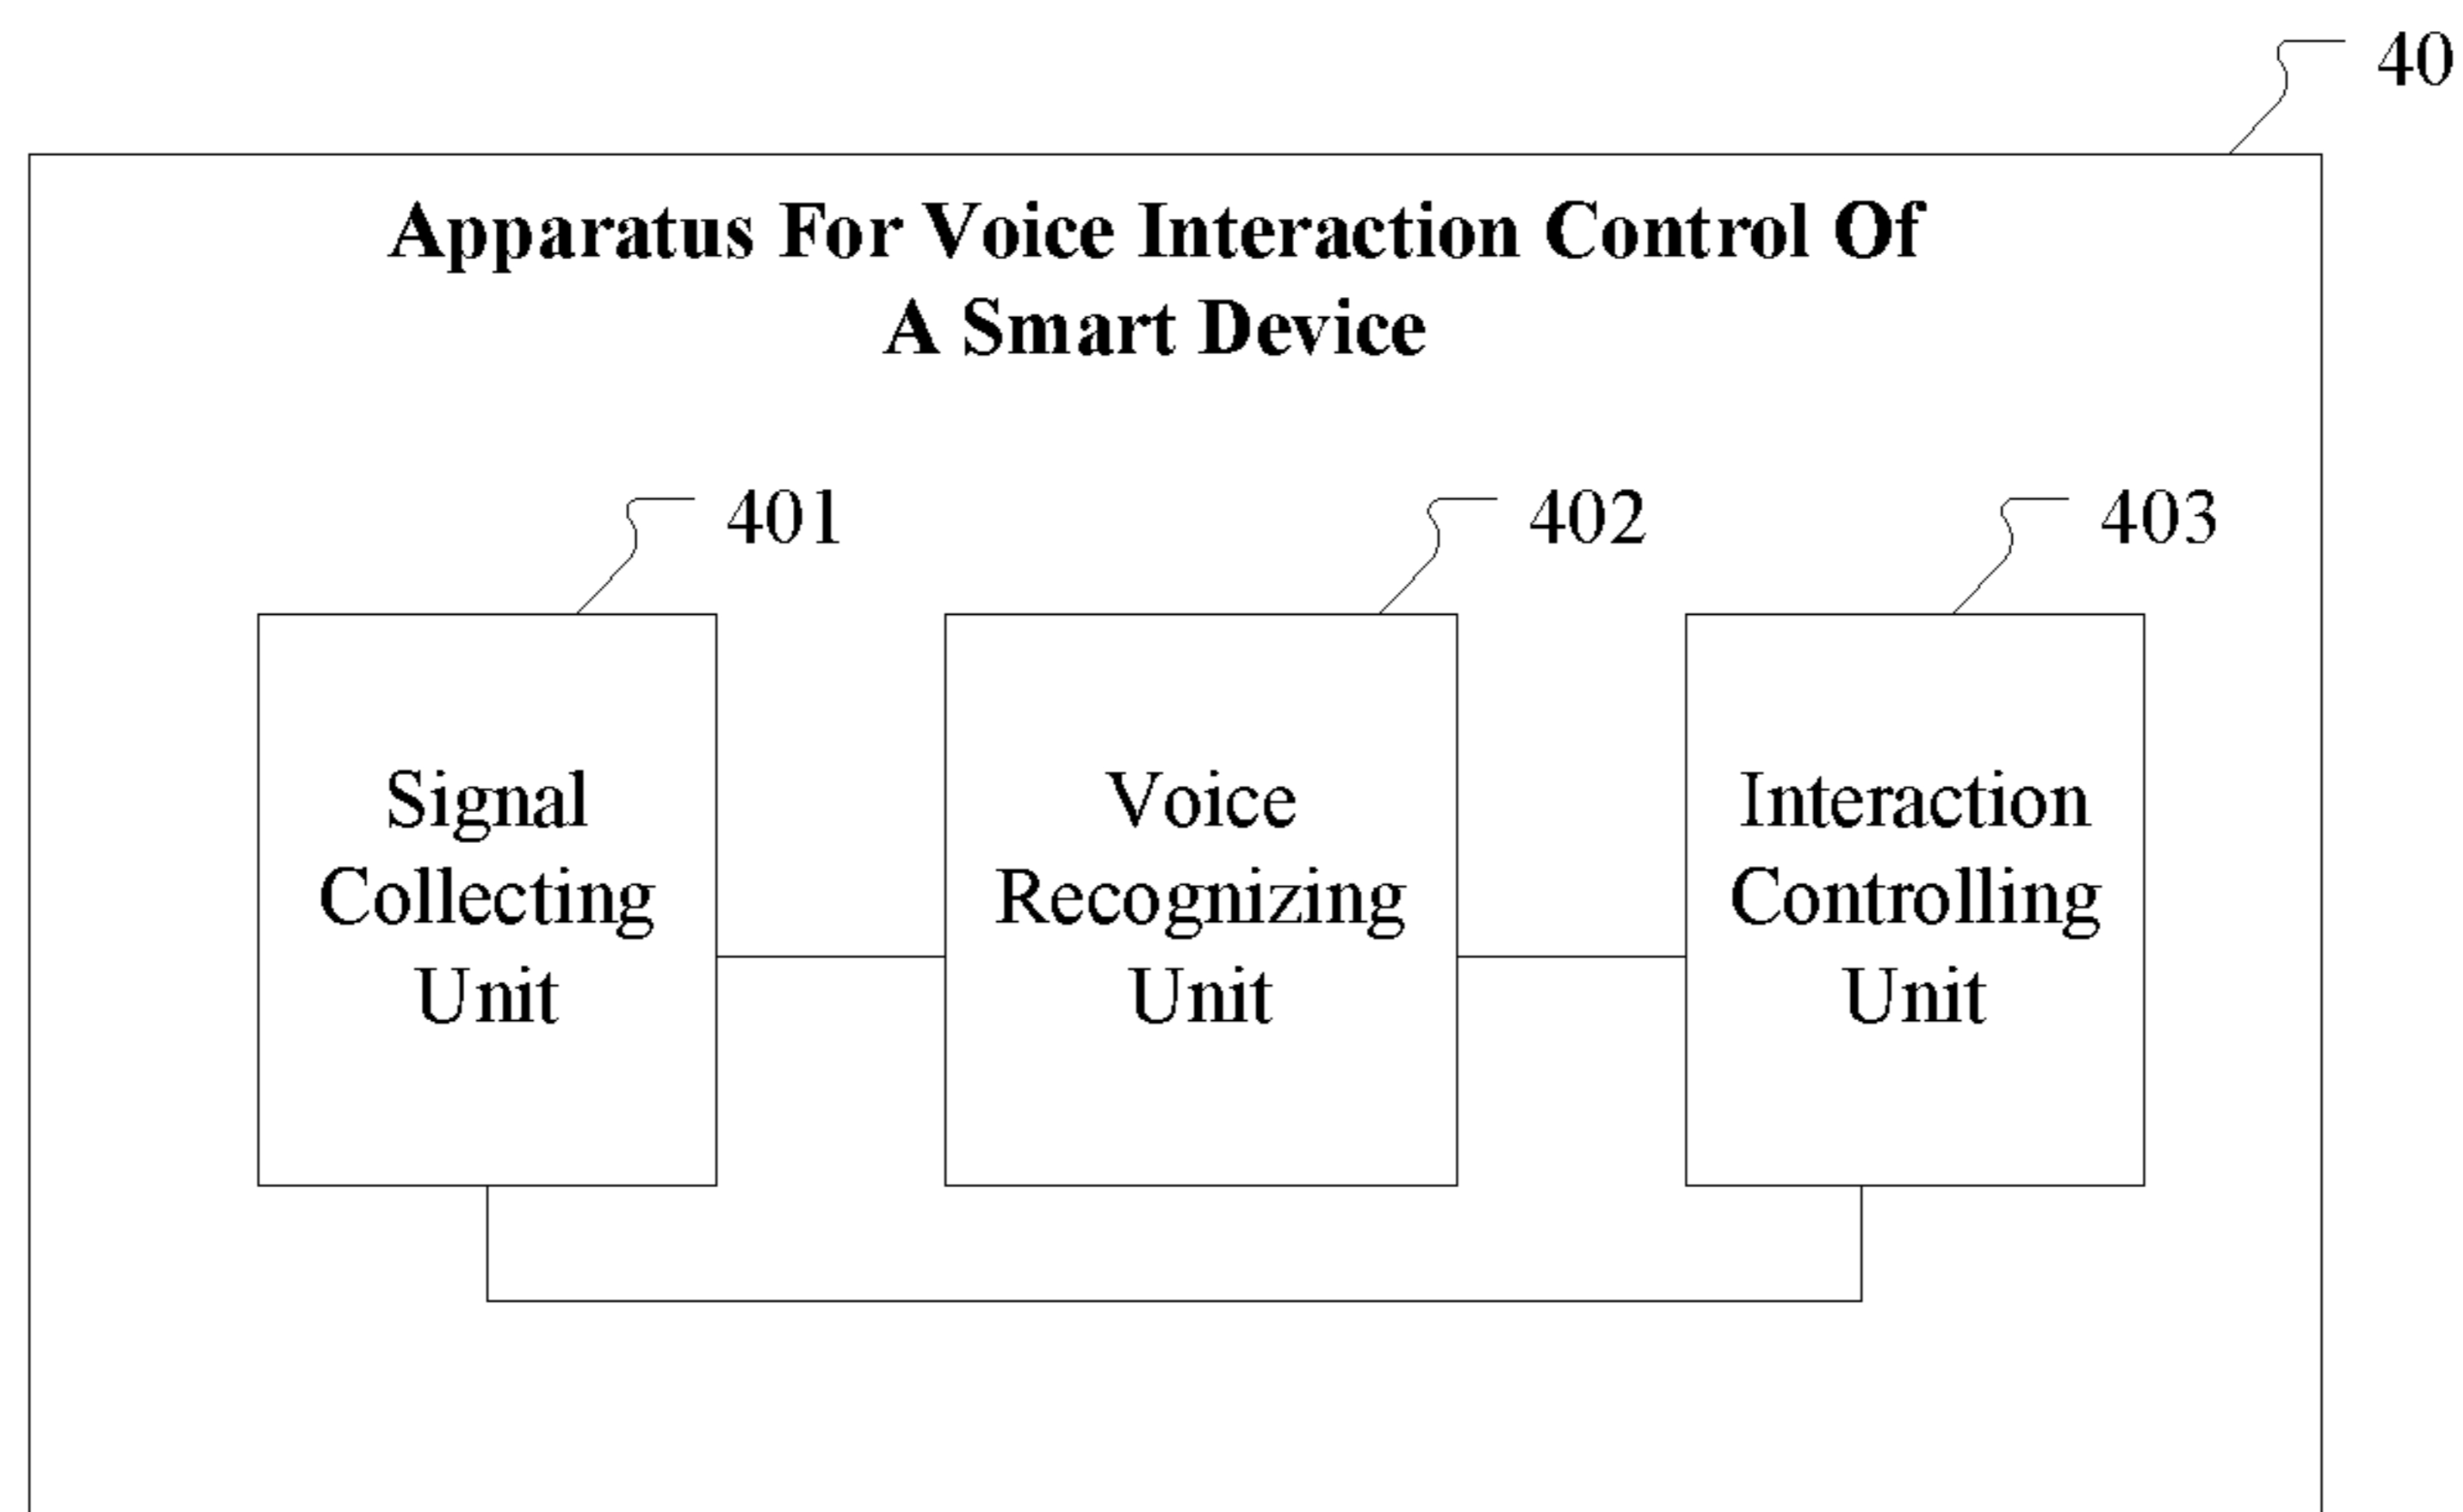 40
Apparatus For Voice Interaction Control Of
A Smart Device
401
402
403
Signal
Collecting
Unit
Voice
Recognizing
Unit
Interaction
Controlling
Unit